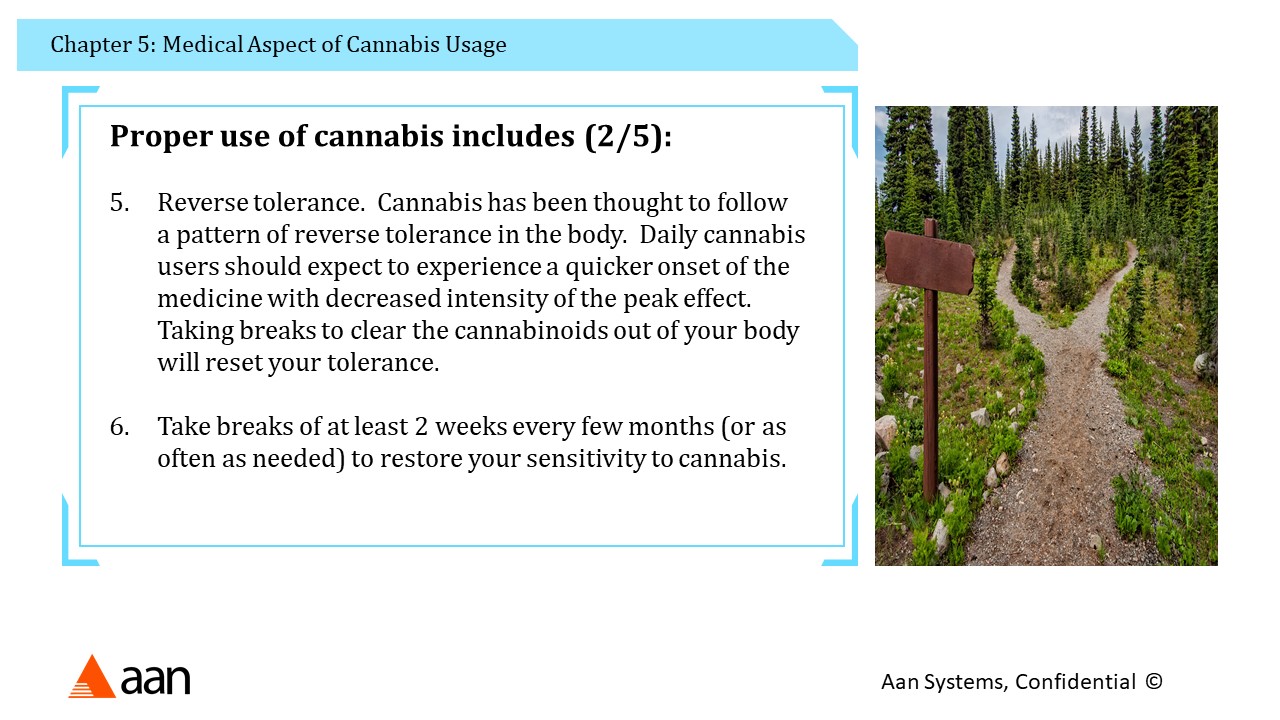 Chapter 5: Medical Aspect of Cannabis Usage
Proper use of cannabis includes (2/5):
5. Reverse tolerance.  Cannabis has been thought to follow
a pattern of reverse tolerance in the body.  Daily cannabis
users should expect to experience a quicker onset of the
medicine with decreased intensity of the peak effect.
Taking breaks to clear the cannabinoids out of your body
will reset your tolerance.
6. Take breaks of at least 2 weeks every few months (or as
often as needed) to restore your sensitivity to cannabis.
aan
Aan Systems, Confidential ©